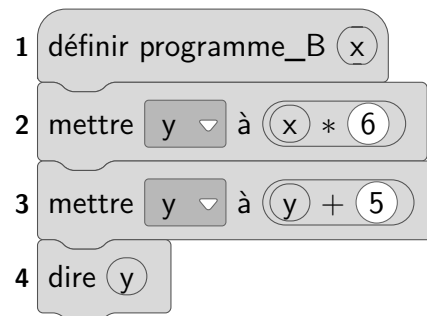 1 définir programme_B x
2 mettre y à x * 6
3 mettre y à y + 5
4 dire y